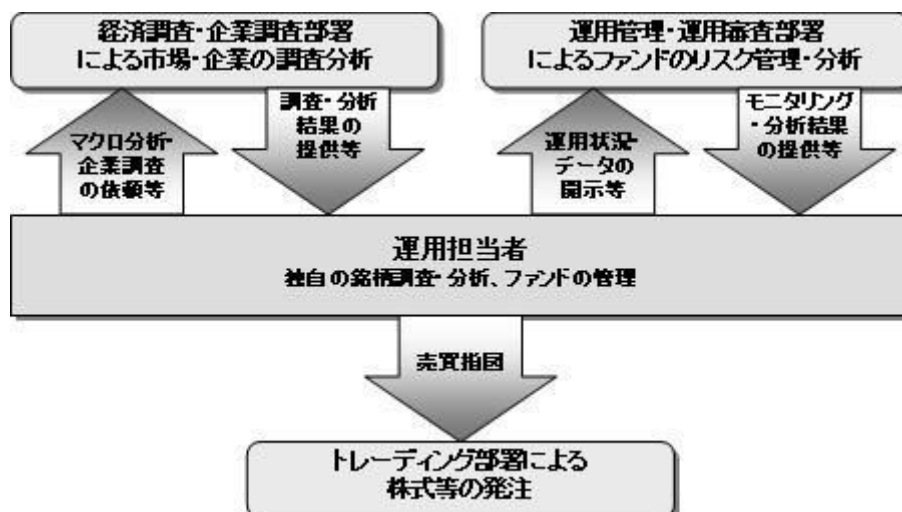 経済調査・企業調査部署
による市場・企業の調査分析
運用管理・運用審査部署
によるファンドのリスク管理・分析
マクロ分析・
企業調査
の依頼等
調査・分析
結果の
提供等
運用状況・
データの
開示等
モニタリング
・分析結果
の提供等
運用担当者
独自の銘柄調査・分析、ファンドの管理
売買指図
トレーディング部署による
株式等の発注